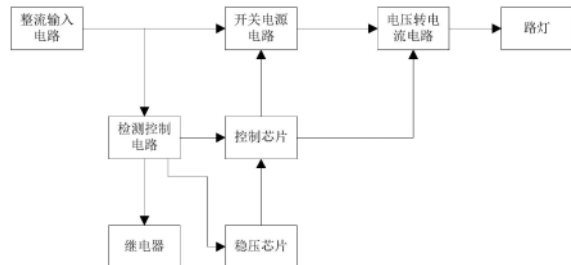 整流输入
电路
开关电源
电路
电压转电
流电路
路灯
检测控制
电路
控制芯片
继电器
稳压芯片